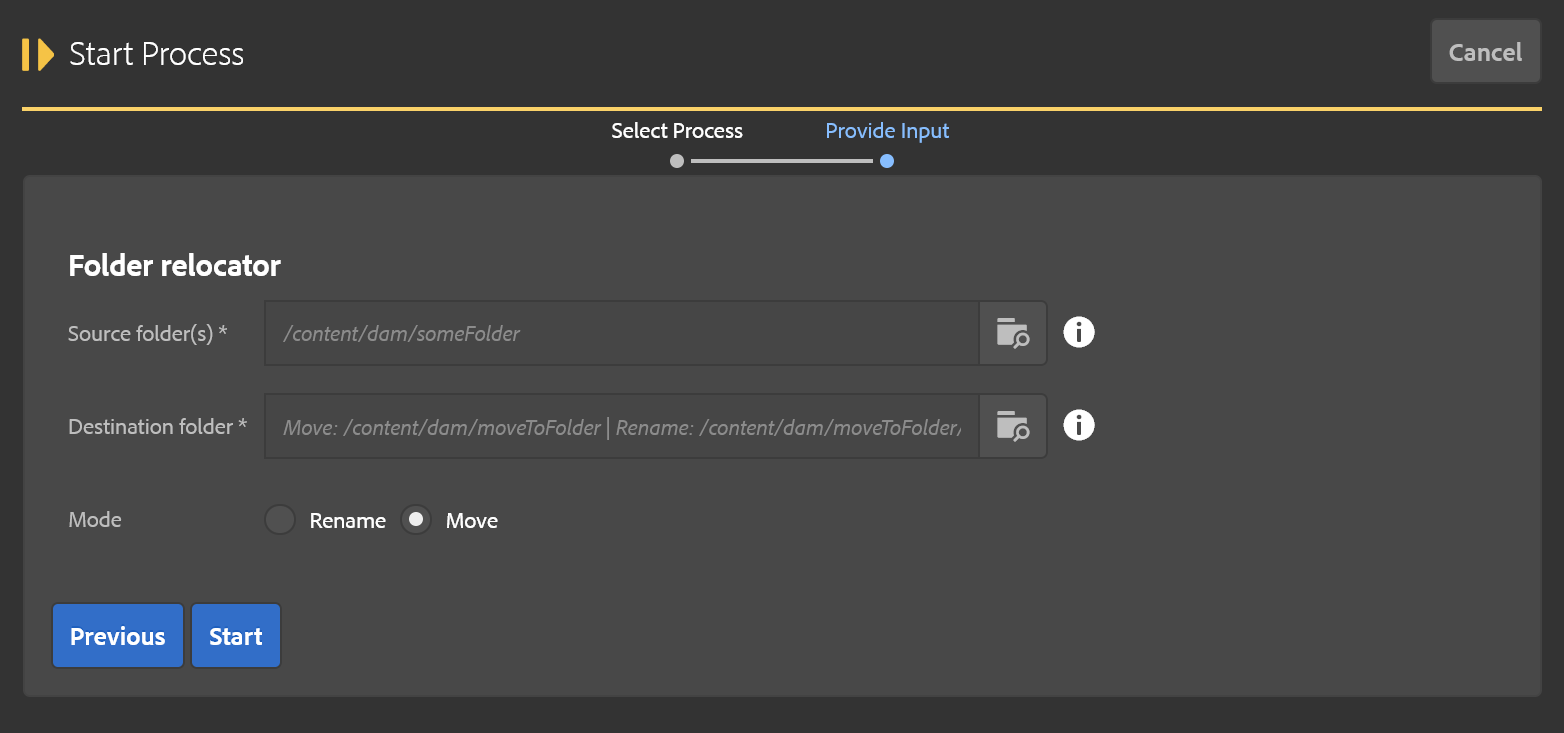 Start Process
Cancel
Select Process
Provide Input
Folder relocator
Source folder(s) *
/content/dam/someFolder
Destination folder *
Move: /content/dam/moveToFolder | Rename: /content/dam/moveToFolder/
Mode
Rename
Move
Previous
Start